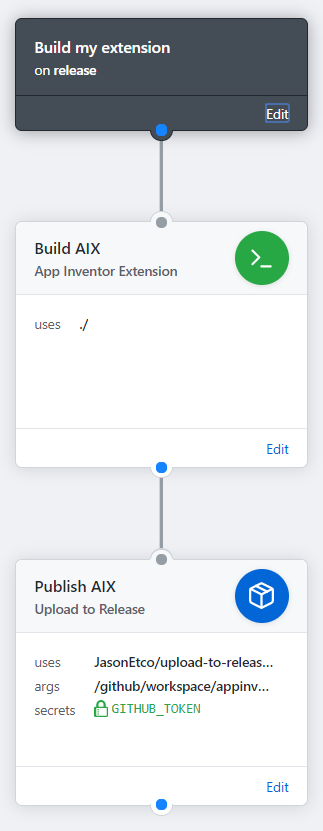 Build my extension
on release
Edit
Build AIX
App Inventor Extension
uses ./
Edit
Publish AIX
Upload to Release
uses JasonEtco/upload-to-releas...
args /github/workspace/appinv...
secrets GITHUB_TOKEN
Edit